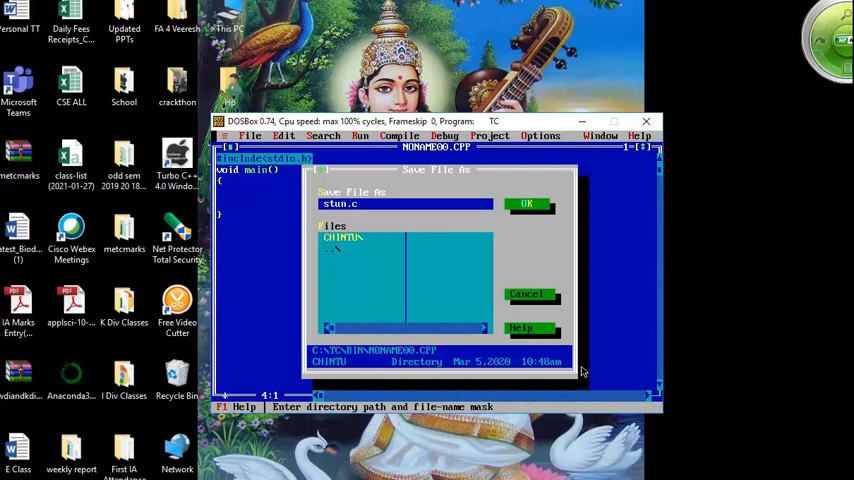 Personal TT
Daily Fees
Receipts_C...
Updated
PPTs
FA 4 Veeresh
This PC
Microsoft
Teams
CSE ALL
School
crackthon
metcmarks
class-list
(2021-01-27)
odd sem
2019 20 18...
Turbo C++
4.0 Windo...
Latest_Biod...
(1)
Cisco Webex
Meetings
metcmarks
Net Protector
Total Security
IA Marks
Entry(...
applsci-10-...
K Div Classes
Free Video
Cutter
Anaconda3...
I Div Classes
Recycle Bin
E Class
weekly report
First IA
Attendance
Network
DOSBox 0.74, Cpu speed: max 100% cycles, Frameskip 0, Program: TC
≡ File Edit Search Run Compile Debug Project Options Window Help
NONAME00.CPP
1=[↕]
#include<stdio.h>
void main()
{
}
Save File As
Save File As
stun.c
OK
Files
CHINTU\
..\
Cancel
Help
C:\TC\BIN\NONAME00.CPP
CHINTU Directory Mar 5,2020 10:48am
4:1
F1 Help | Enter directory path and file-name mask